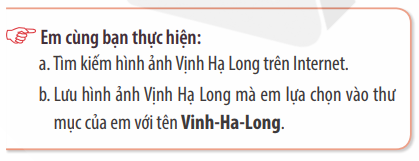 Em cùng bạn thực hiện:
a. Tìm kiếm hình ảnh Vịnh Hạ Long trên Internet.
b. Lưu hình ảnh Vịnh Hạ Long mà em lựa chọn vào thư
mục của em với tên Vinh-Ha-Long.